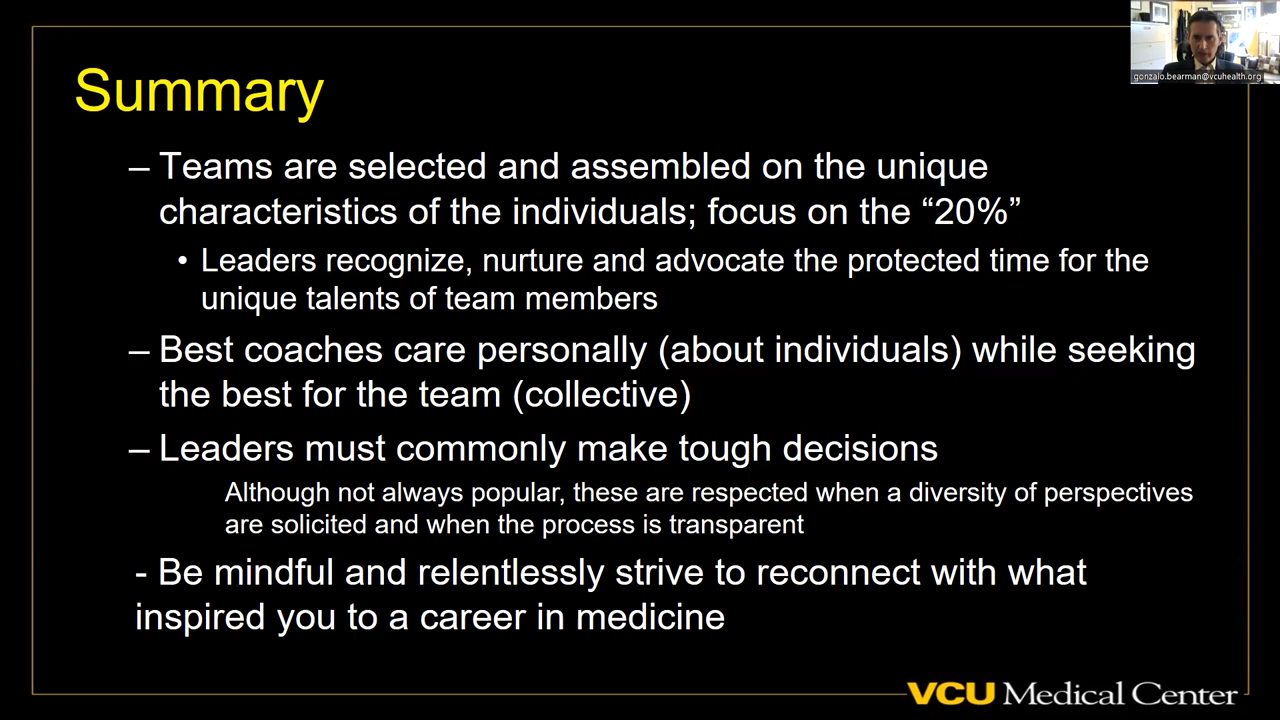 gonzalo.bearman@vcuhealth.org
Summary
– Teams are selected and assembled on the unique
characteristics of the individuals; focus on the “20%”
• Leaders recognize, nurture and advocate the protected time for the
unique talents of team members
– Best coaches care personally (about individuals) while seeking
the best for the team (collective)
– Leaders must commonly make tough decisions
Although not always popular, these are respected when a diversity of perspectives
are solicited and when the process is transparent
- Be mindful and relentlessly strive to reconnect with what
inspired you to a career in medicine
VCU Medical Center